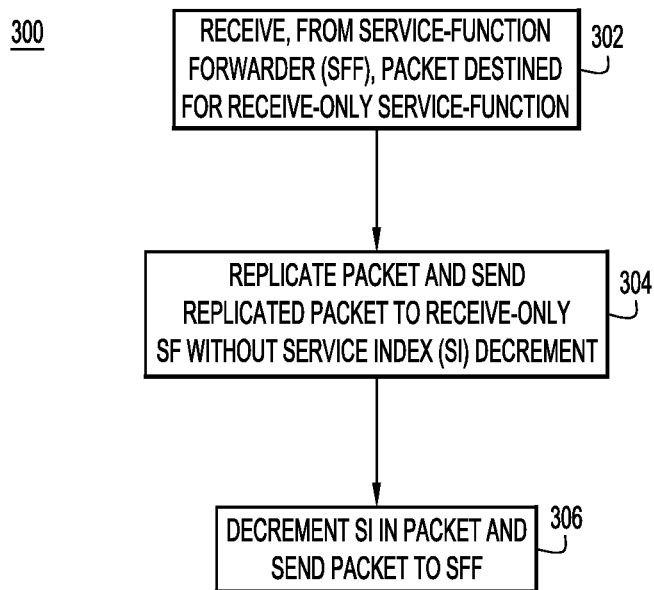 300
RECEIVE, FROM SERVICE-FUNCTION
FORWARDER (SFF), PACKET DESTINED
FOR RECEIVE-ONLY SERVICE-FUNCTION
302
REPLICATE PACKET AND SEND
REPLICATED PACKET TO RECEIVE-ONLY
SF WITHOUT SERVICE INDEX (SI) DECREMENT
304
DECREMENT SI IN PACKET AND
SEND PACKET TO SFF
306